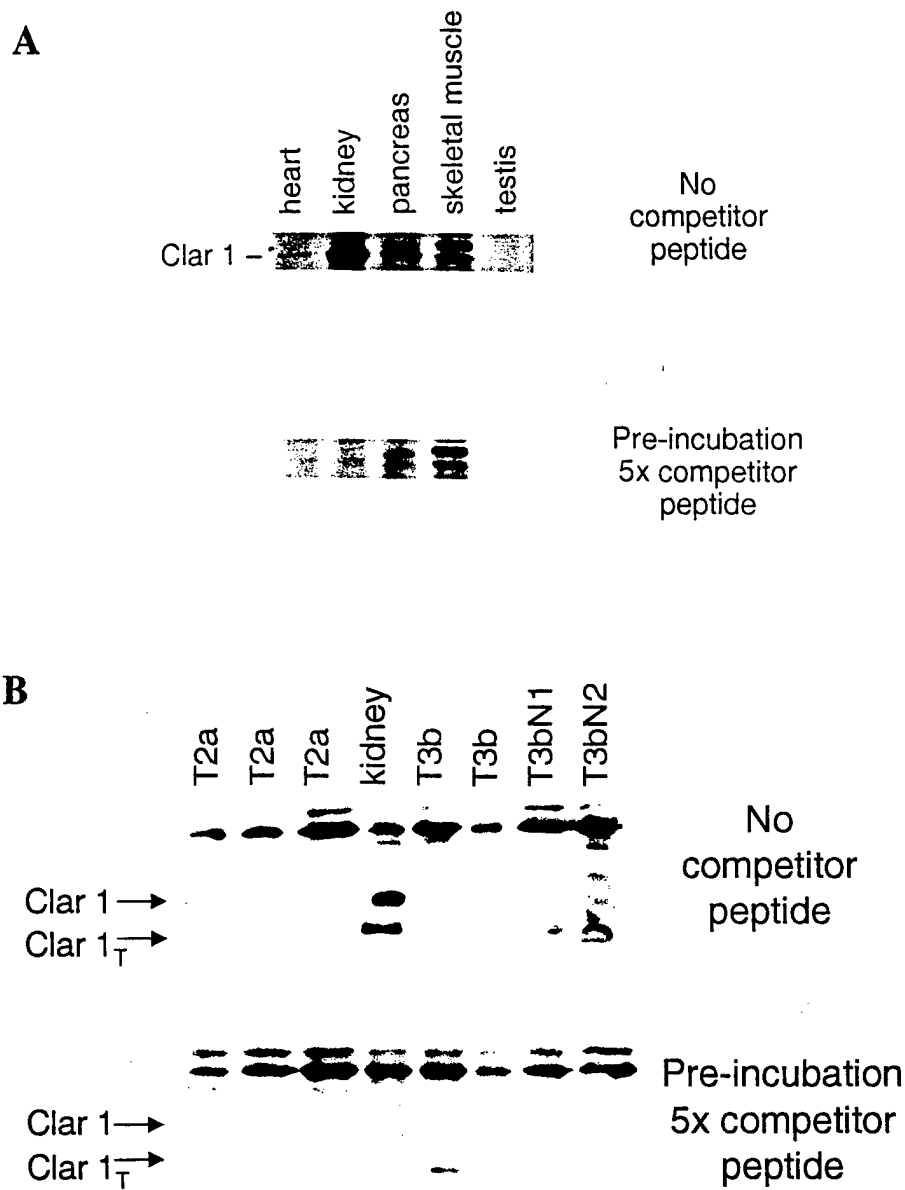 A
heart
kidney
pancreas
skeletal muscle
testis
No
competitor
peptide
Clar 1 –
Pre-incubation
5x competitor
peptide
B
T2a
T2a
T2a
kidney
T3b
T3b
T3bN1
T3bN2
No
competitor
peptide
Clar 1
Clar 1T
Pre-incubation
5x competitor
peptide
Clar 1
Clar 1T